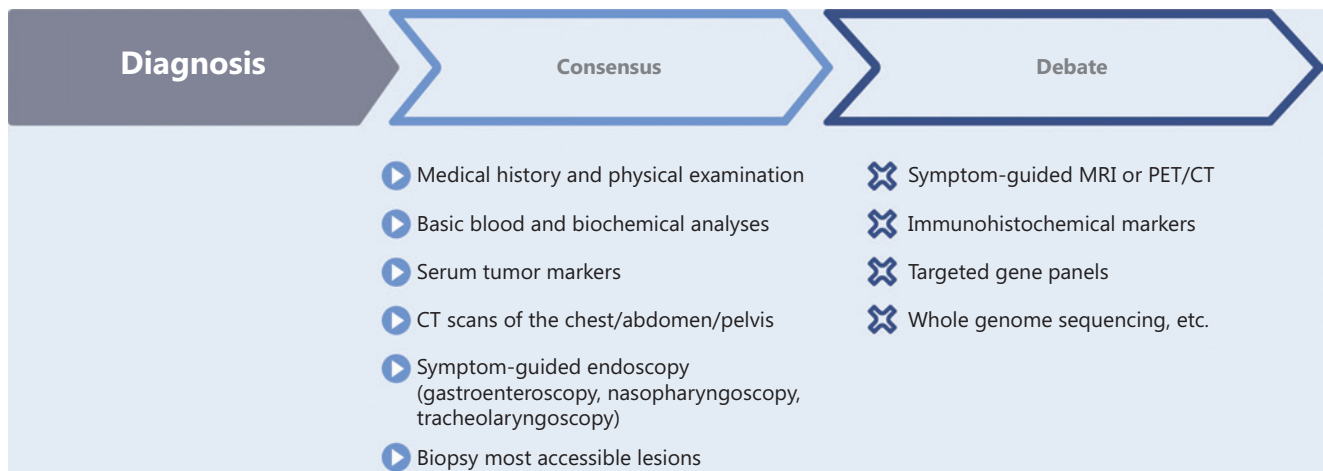 Diagnosis
Consensus
Debate
Medical history and physical examination
Basic blood and biochemical analyses
Serum tumor markers
CT scans of the chest/abdomen/pelvis
Symptom-guided endoscopy
(gastroenteroscopy, nasopharyngoscopy,
tracheolaryngoscopy)
Biopsy most accessible lesions
Symptom-guided MRI or PET/CT
Immunohistochemical markers
Targeted gene panels
Whole genome sequencing, etc.